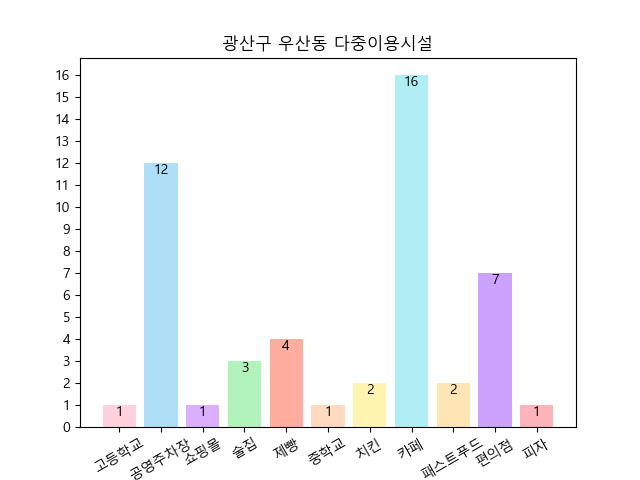 광산구 우산동 다중이용시설
16
15
14
13
12
11
10
9
8
7
6
5
4
3
2
1
0
1
12
1
3
4
1
2
16
2
7
1
고등학교
공영주차장
쇼핑몰
술집
제빵
중학교
치킨
카페
패스트푸드
편의점
피자